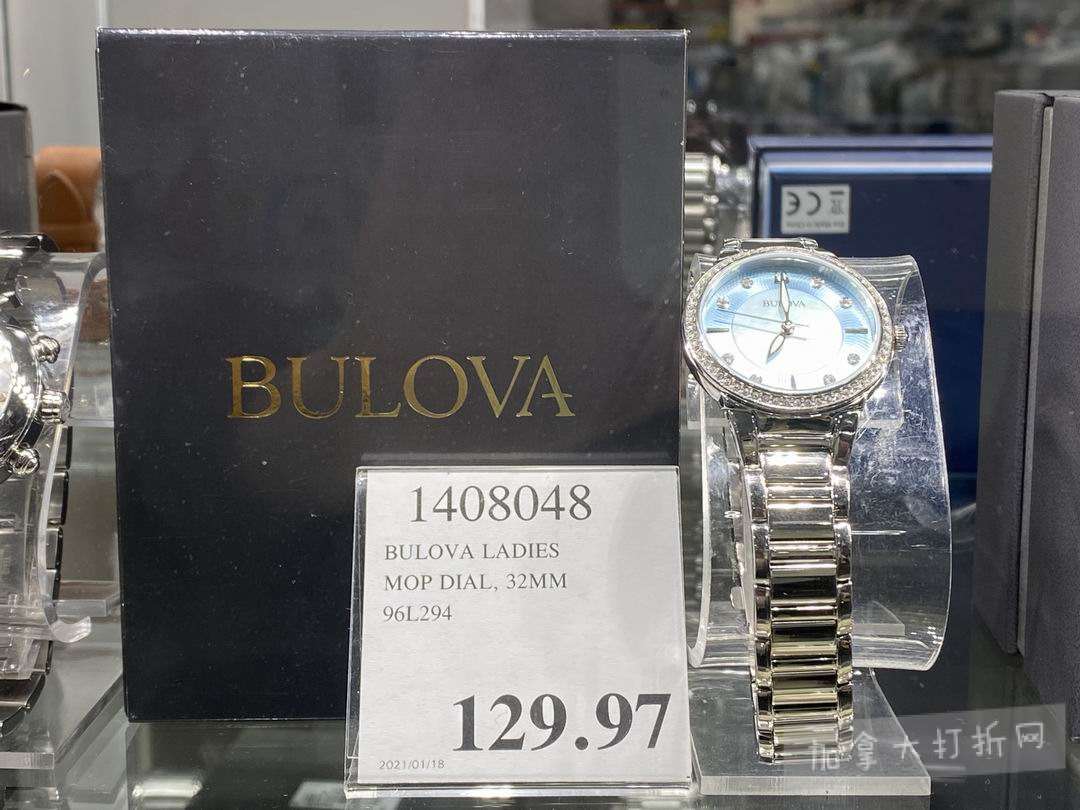 BULOVA
BULOVA
1408048
BULOVA LADIES
MOP DIAL, 32MM
96L294
129.97
2021/01/18
CE
加拿大打折网